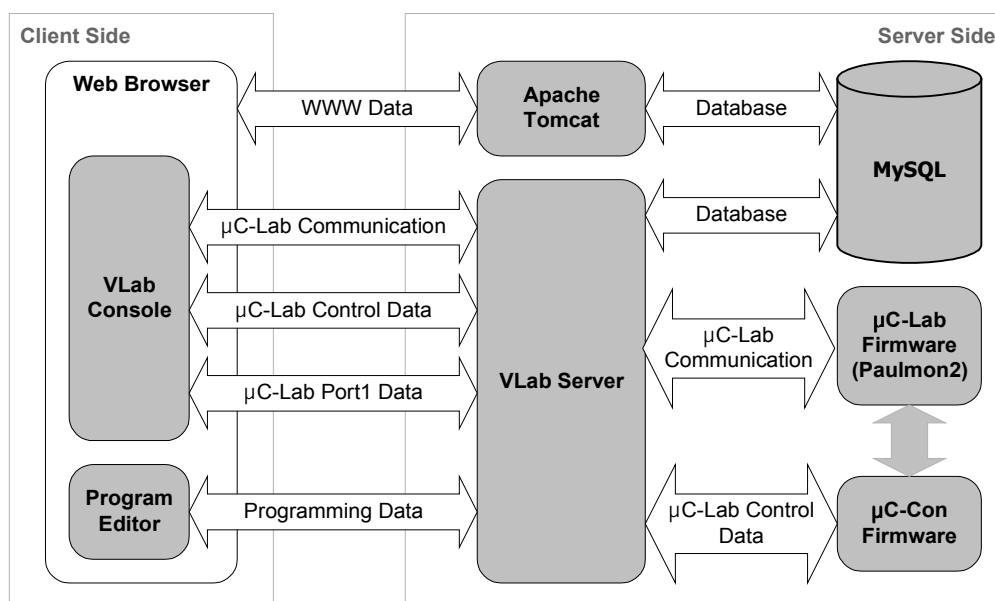 Client Side
Server Side
Web Browser
WWW Data
Apache
Tomcat
Database
MySQL
VLab
Console
µC-Lab Communication
µC-Lab Control Data
µC-Lab Port1 Data
VLab Server
Database
µC-Lab
Communication
µC-Lab
Firmware
(Paulmon2)
Program
Editor
Programming Data
µC-Lab Control
Data
µC-Con
Firmware